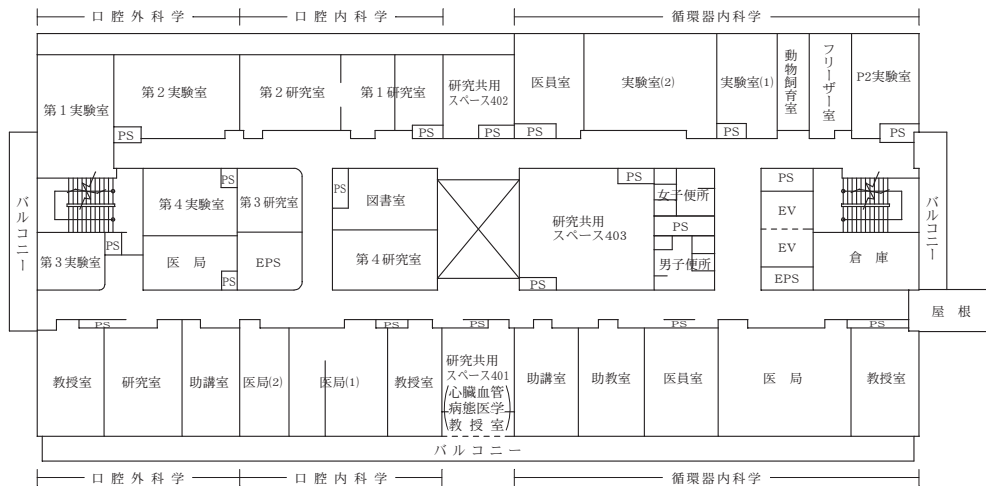 口腔外科学 口腔内科学 循環器内科学
第1実験室
第2実験室
第2研究室
第1研究室
研究共用
スペース402
医員室
実験室(2)
実験室(1)
動物飼育室
フリーザー室
P2実験室
PS PS PS PS PS PS
バルコニー
PS
第4実験室
第3研究室
PS
図書室
PS
女子便所
PS
EV
バルコニー
第3実験室
PS
医局
PS
EPS
第4研究室
研究共用
スペース403
PS
PS
男子便所
EV
EPS
倉庫
屋根
PS PS PS PS PS
教授室
研究室
助講室
医局(2)
医局(1)
教授室
研究共用
スペース401
(心臓血管
病態医学
教授室)
助講室
助教室
医員室
医局
教授室
バルコニー
口腔外科学 口腔内科学 循環器内科学